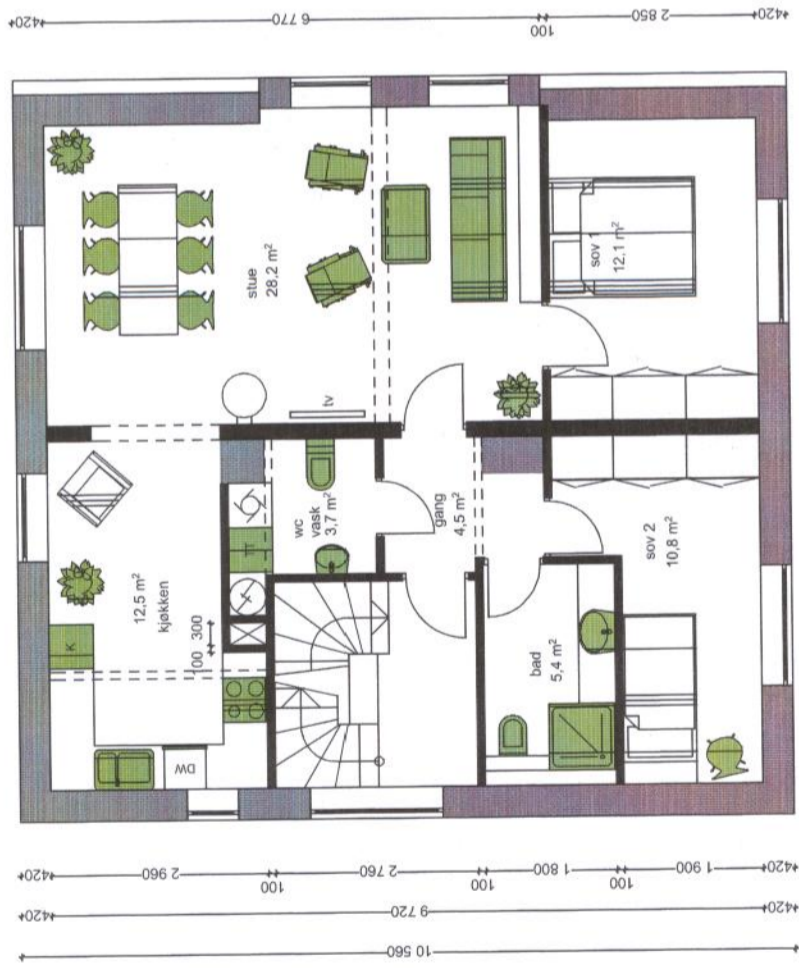 420
6 770
100
2 850
420
stue
28,2 m²
tv
sov 1
12,1 m²
12,5 m²
kjøkken
K
100 300
DW
TT
wc
vask
3,7 m²
gang
4,5 m²
bad
5,4 m²
sov 2
10,8 m²
420
2 960
100
2 760
100
1 800
100
1 900
420
420
9 720
420
10 560